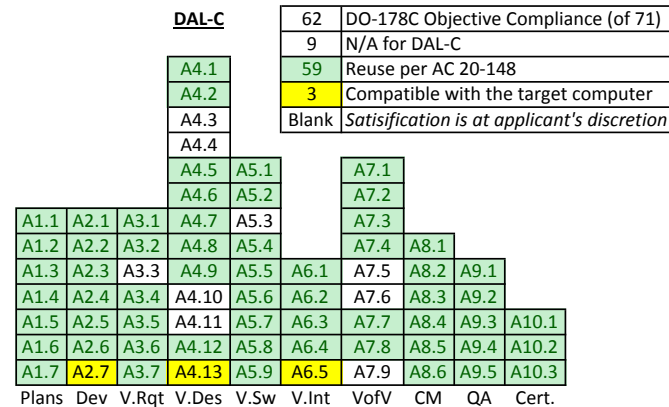 DAL-C
62 DO-178C Objective Compliance (of 71)
9 N/A for DAL-C
59 Reuse per AC 20-148
3 Compatible with the target computer
Blank Satisification is at applicant's discretion
A4.1
A4.2
A4.3
A4.4
A4.5 A5.1 A7.1
A4.6 A5.2 A7.2
A1.1 A2.1 A3.1 A4.7 A5.3 A7.3
A1.2 A2.2 A3.2 A4.8 A5.4 A7.4 A8.1
A1.3 A2.3 A3.3 A4.9 A5.5 A6.1 A7.5 A8.2 A9.1
A1.4 A2.4 A3.4 A4.10 A5.6 A6.2 A7.6 A8.3 A9.2
A1.5 A2.5 A3.5 A4.11 A5.7 A6.3 A7.7 A8.4 A9.3 A10.1
A1.6 A2.6 A3.6 A4.12 A5.8 A6.4 A7.8 A8.5 A9.4 A10.2
A1.7 A2.7 A3.7 A4.13 A5.9 A6.5 A7.9 A8.6 A9.5 A10.3
Plans Dev V.Rqt V.Des V.Sw V.Int VofV CM QA Cert.